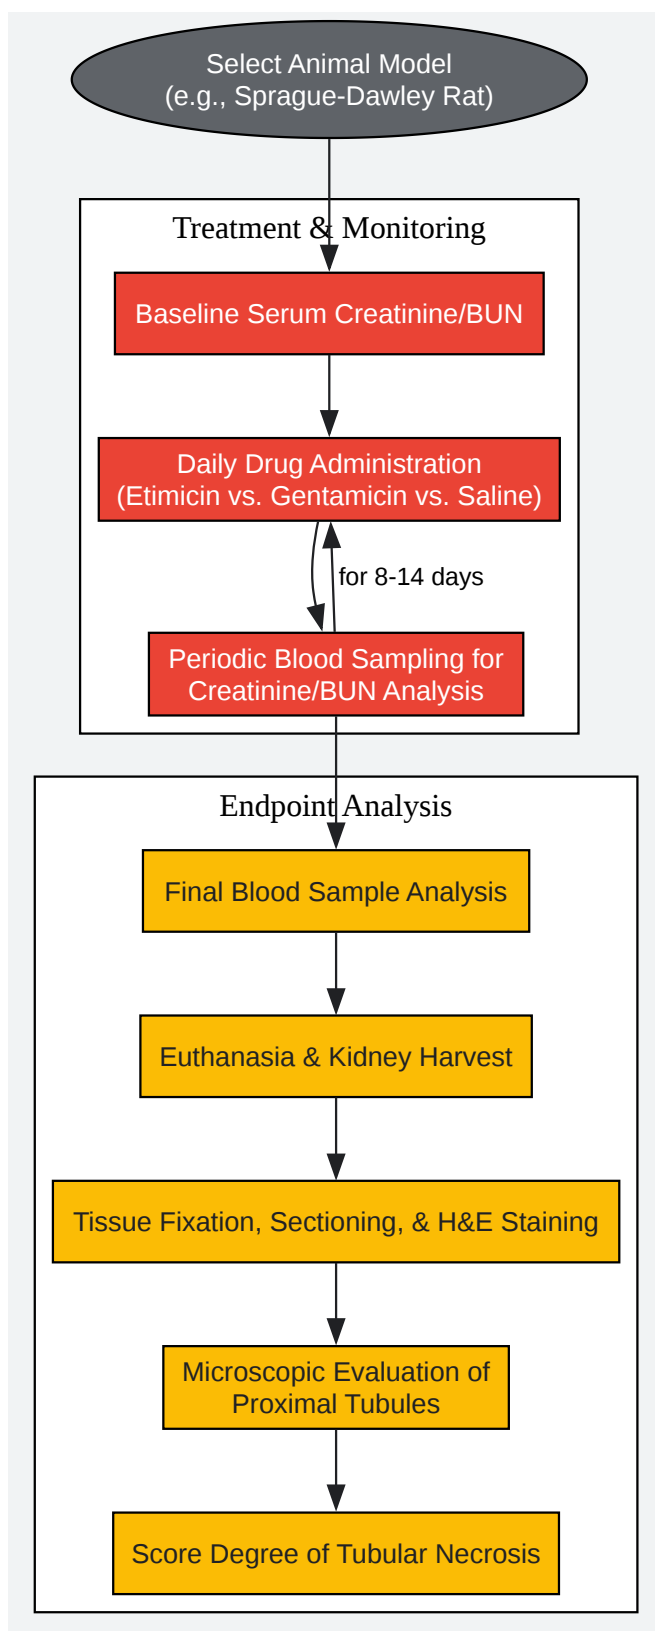 Select Animal Model
(e.g., Sprague-Dawley Rat)
Treatment & Monitoring
Baseline Serum Creatinine/BUN
Daily Drug Administration
(Etimicin vs. Gentamicin vs. Saline)
for 8-14 days
Periodic Blood Sampling for
Creatinine/BUN Analysis
Endpoint Analysis
Final Blood Sample Analysis
Euthanasia & Kidney Harvest
Tissue Fixation, Sectioning, & H&E Staining
Microscopic Evaluation of
Proximal Tubules
Score Degree of Tubular Necrosis